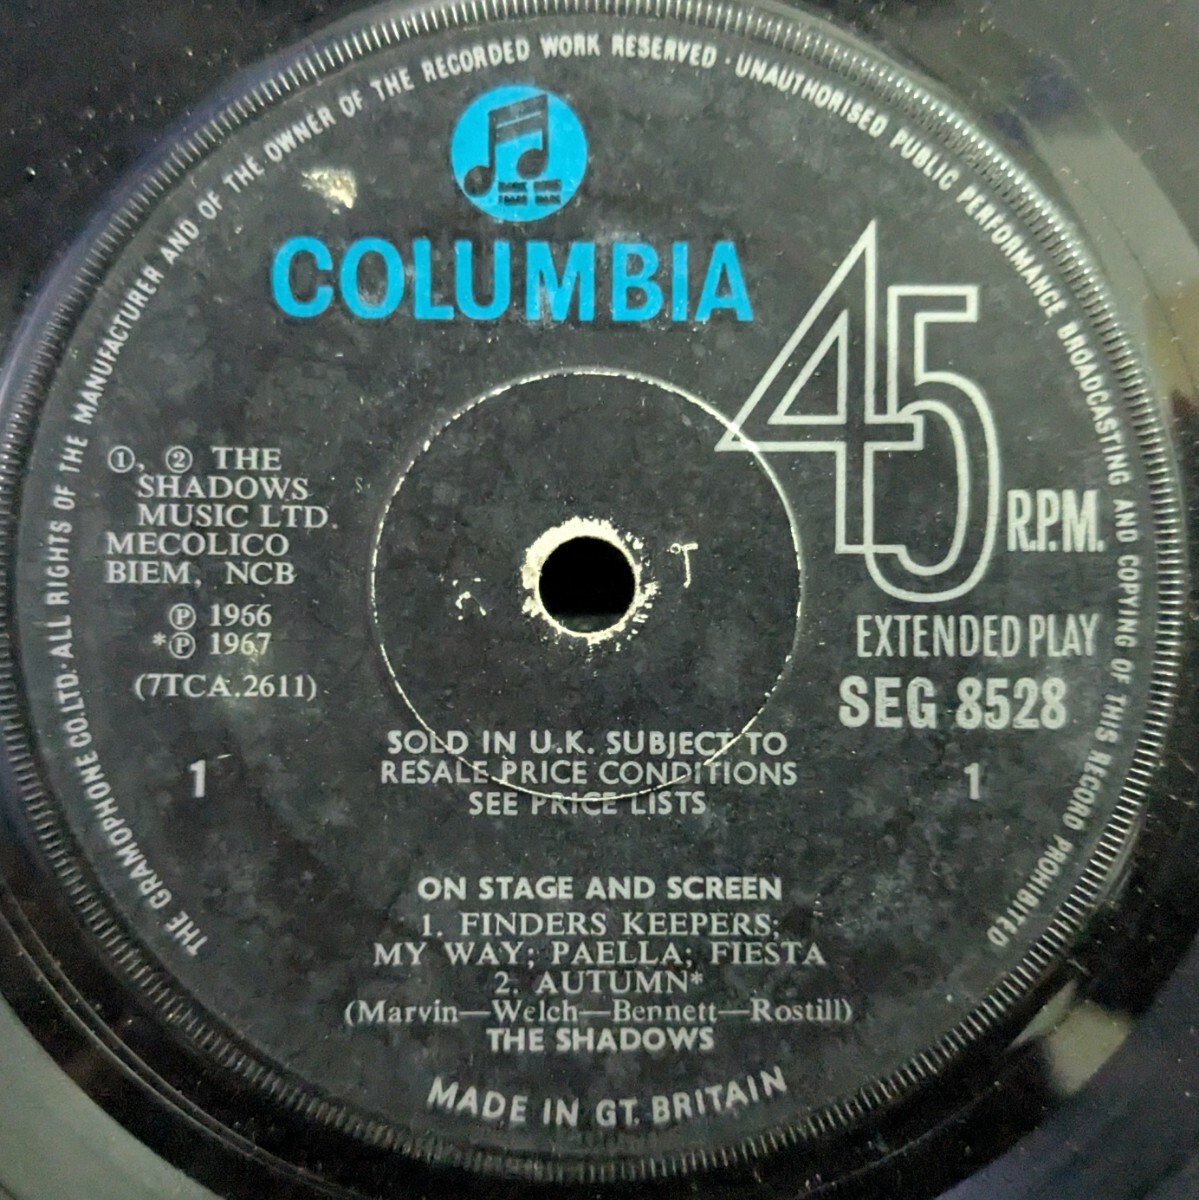 THE GRAMOPHONE CO. LTD. · ALL RIGHTS OF THE MANUFACTURER AND OF THE OWNER OF THE RECORDED WORK RESERVED · UNAUTHORISED PUBLIC PERFORMANCE BROADCASTING AND COPYING OF THIS RECORD PROHIBITED
COLUMBIA
45
R.P.M.
EXTENDED PLAY
SEG 8528
①, ② THE
SHADOWS
MUSIC LTD.
MECOLICO
BIEM, NCB
Ⓟ 1966
*Ⓟ 1967
(7TCA.2611)
1
1
SOLD IN U.K. SUBJECT TO
RESALE PRICE CONDITIONS
SEE PRICE LISTS
ON STAGE AND SCREEN
1. FINDERS KEEPERS;
MY WAY; PAELLA; FIESTA
2. AUTUMN*
(Marvin—Welch—Bennett—Rostill)
THE SHADOWS
MADE IN GT. BRITAIN